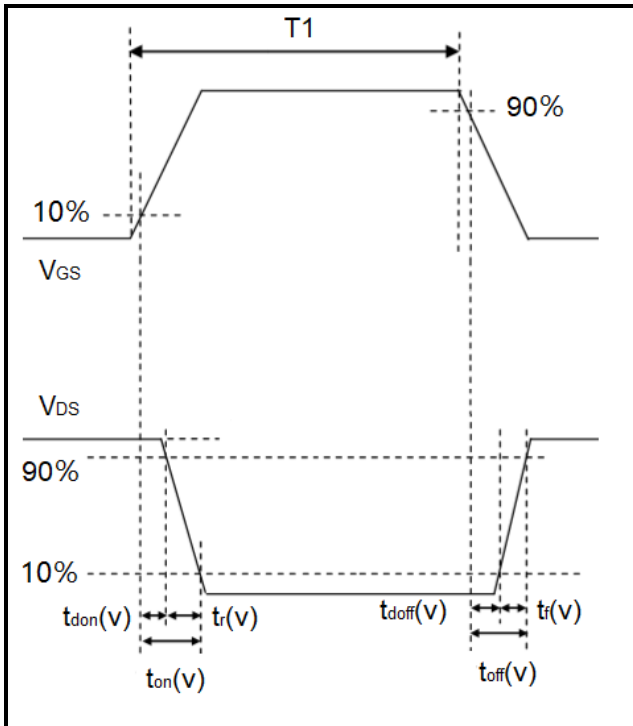 T1
90%
10%
VGS
VDS
90%
10%
tdon(v) tr(v) tdoff(v) tf(v)
ton(v) toff(v)